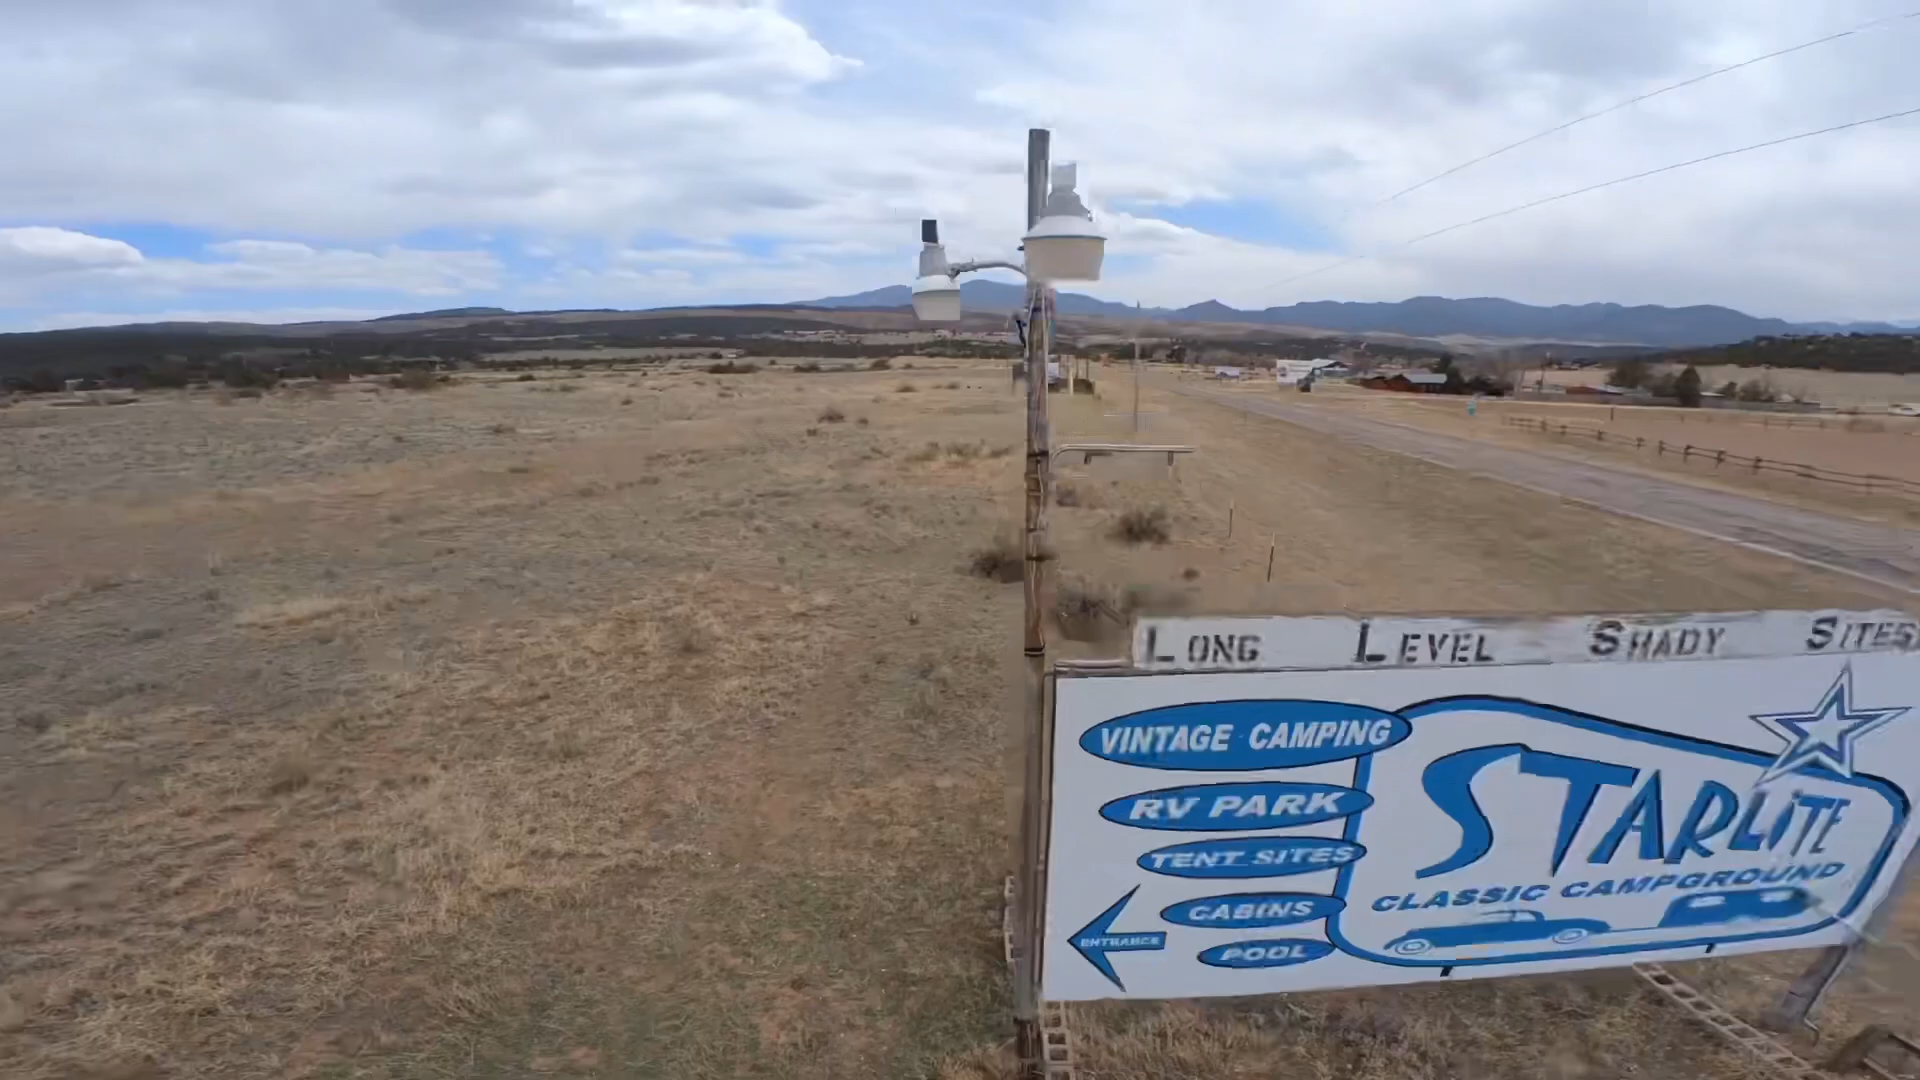 LONG LEVEL SHADY SITES
VINTAGE CAMPING
RV PARK
TENT SITES
CABINS
POOL
ENTRANCE
STARLITE
CLASSIC CAMPGROUND